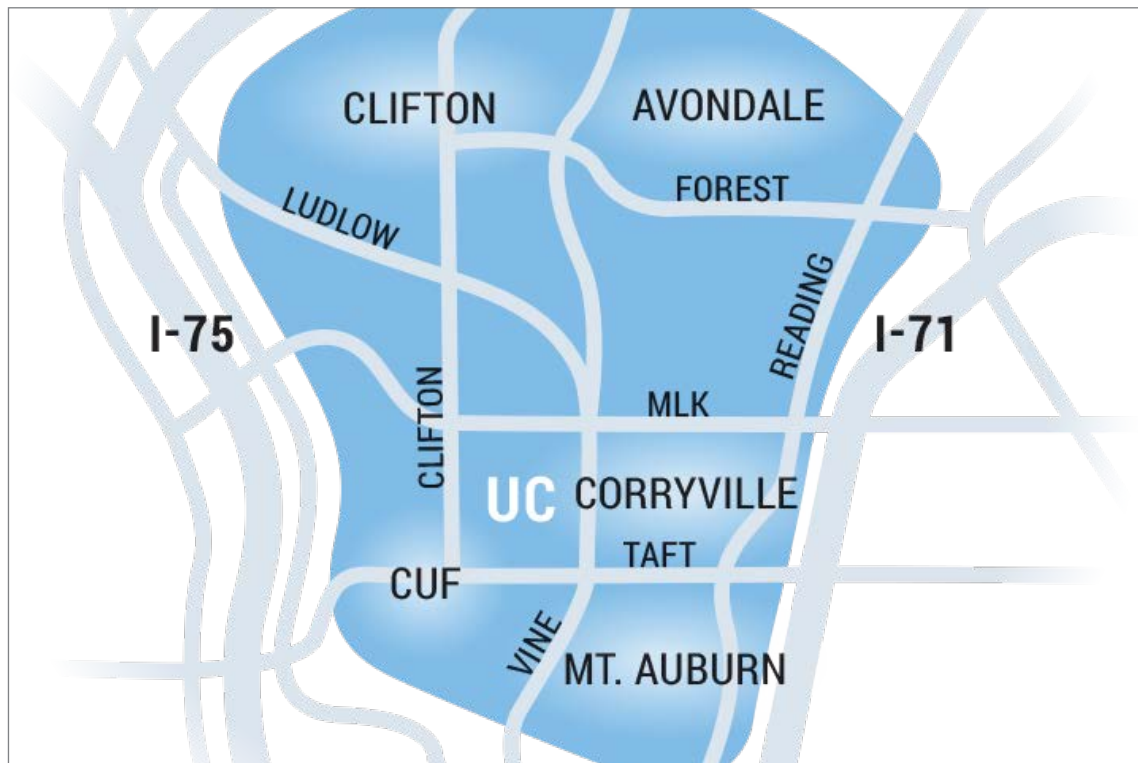 CLIFTON
AVONDALE
FOREST
LUDLOW
READING
I-75
I-71
CLIFTON
MLK
UC
CORRYVILLE
TAFT
CUF
VINE
MT. AUBURN